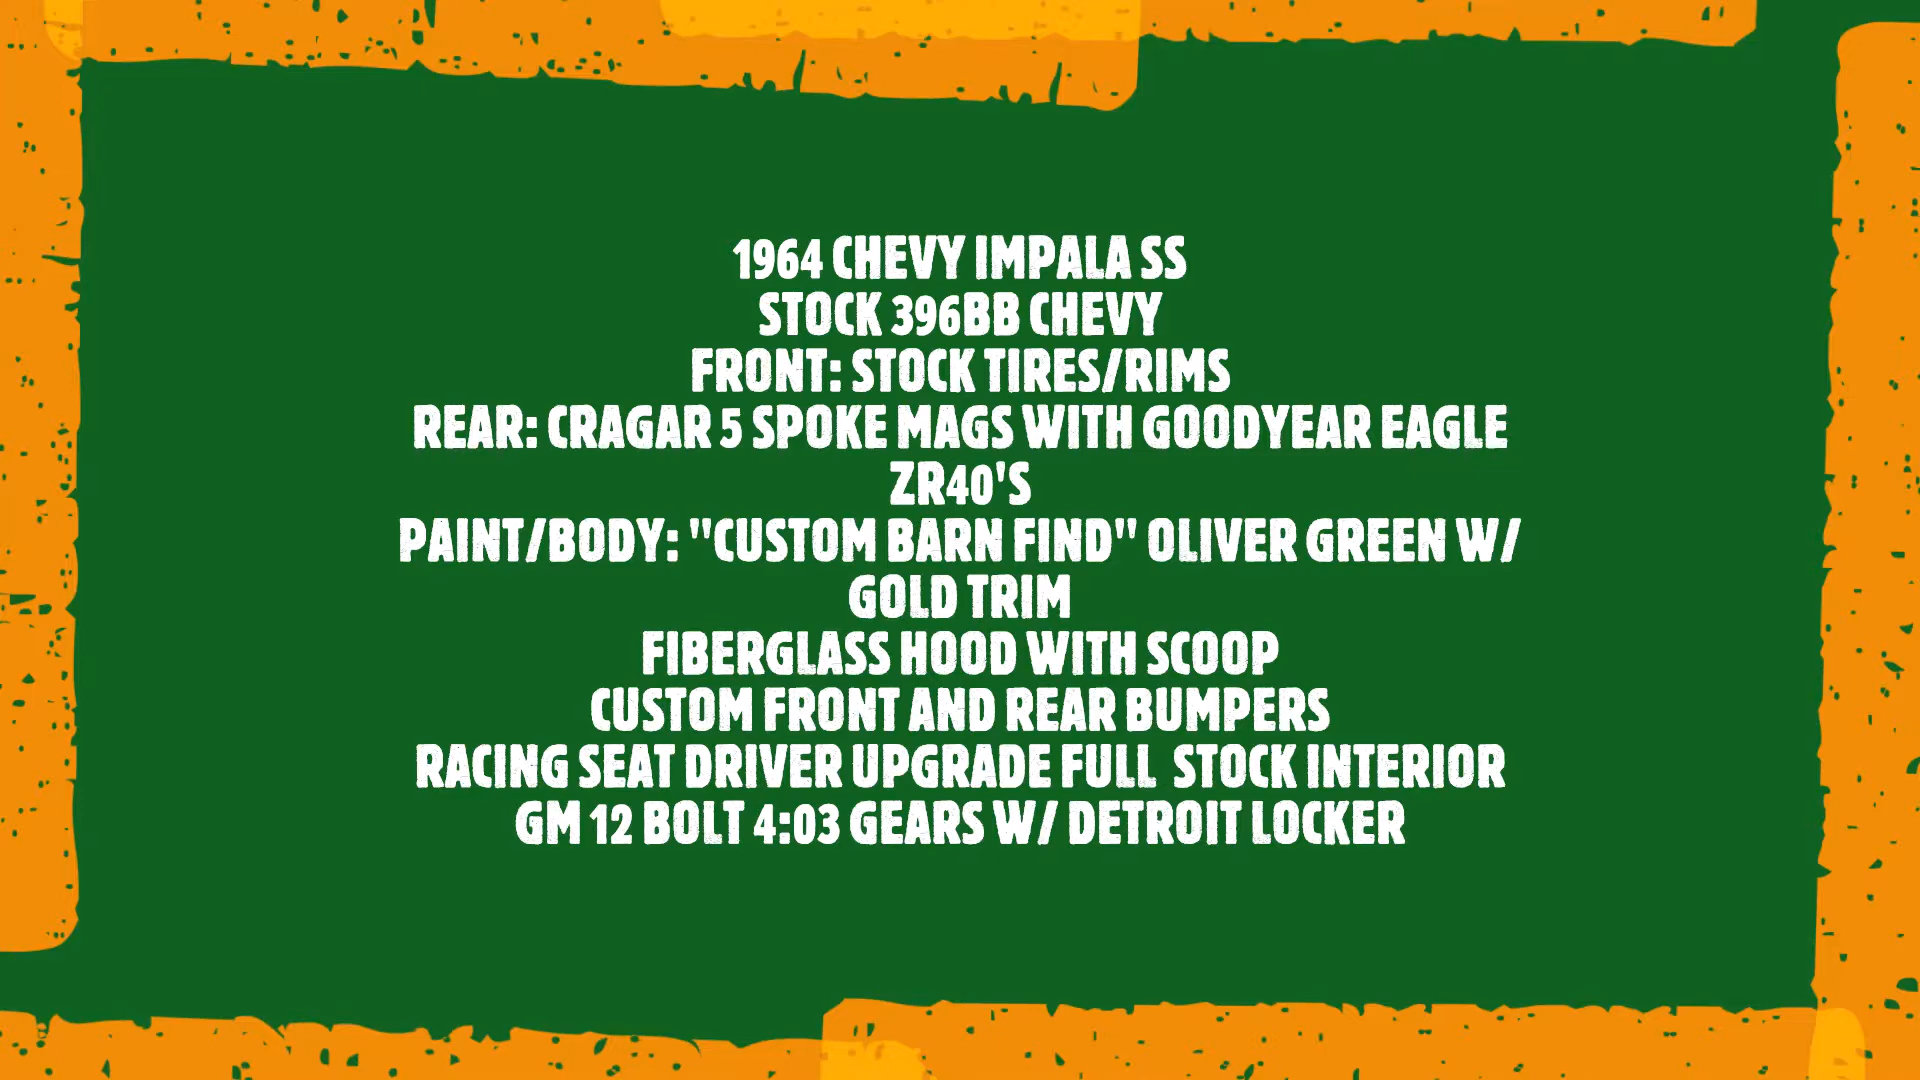 1964 CHEVY IMPALA SS
STOCK 396BB CHEVY
FRONT: STOCK TIRES/RIMS
REAR: CRAGAR 5 SPOKE MAGS WITH GOODYEAR EAGLE
ZR40'S
PAINT/BODY: "CUSTOM BARN FIND" OLIVER GREEN W/
GOLD TRIM
FIBERGLASS HOOD WITH SCOOP
CUSTOM FRONT AND REAR BUMPERS
RACING SEAT DRIVER UPGRADE FULL  STOCK INTERIOR
GM 12 BOLT 4:03 GEARS W/ DETROIT LOCKER